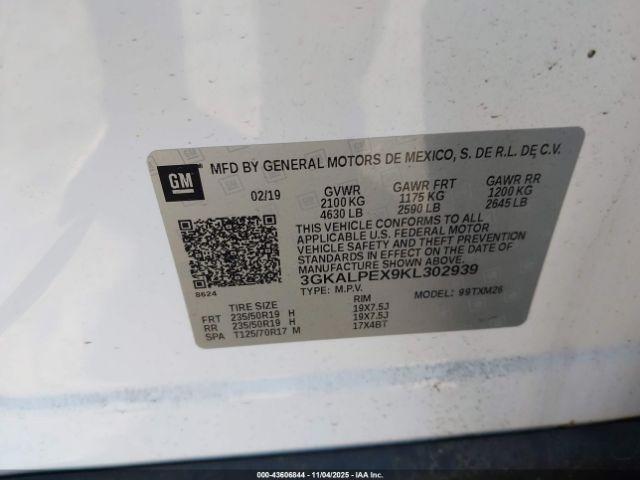 GM
MFD BY GENERAL MOTORS DE MEXICO, S. DE R.L. DE C.V.
02/19 GVWR GAWR FRT GAWR RR
2100 KG 1175 KG 1200 KG
4630 LB 2590 LB 2645 LB
THIS VEHICLE CONFORMS TO ALL
APPLICABLE U.S. FEDERAL MOTOR
VEHICLE SAFETY AND THEFT PREVENTION
STANDARDS IN EFFECT ON THE DATE OF
MANUFACTURE SHOWN ABOVE.
3GKALPEX9KL302939
8624
TYPE: M.P.V. MODEL: 99TXM26
TIRE SIZE RIM
FRT 235/50R19 H 19X7.5J
RR 235/50R19 H 19X7.5J
SPA T125/70R17 M 17X4BT
000-43606844 - 11/04/2025 - IAAI.com